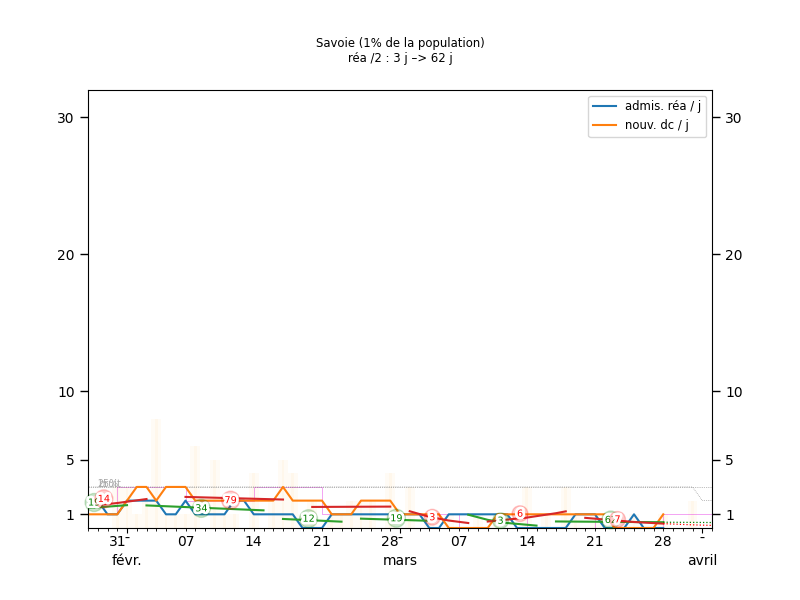 Savoie (1% de la population)
réa /2 : 3 j –> 62 j
admis. réa / j
nouv. dc / j
30 30
20 20
10 10
5 5
1 1
14
34
79
12
19
3
3
6
31 07 14 21 28 07 14 21 28 -
févr. mars avril